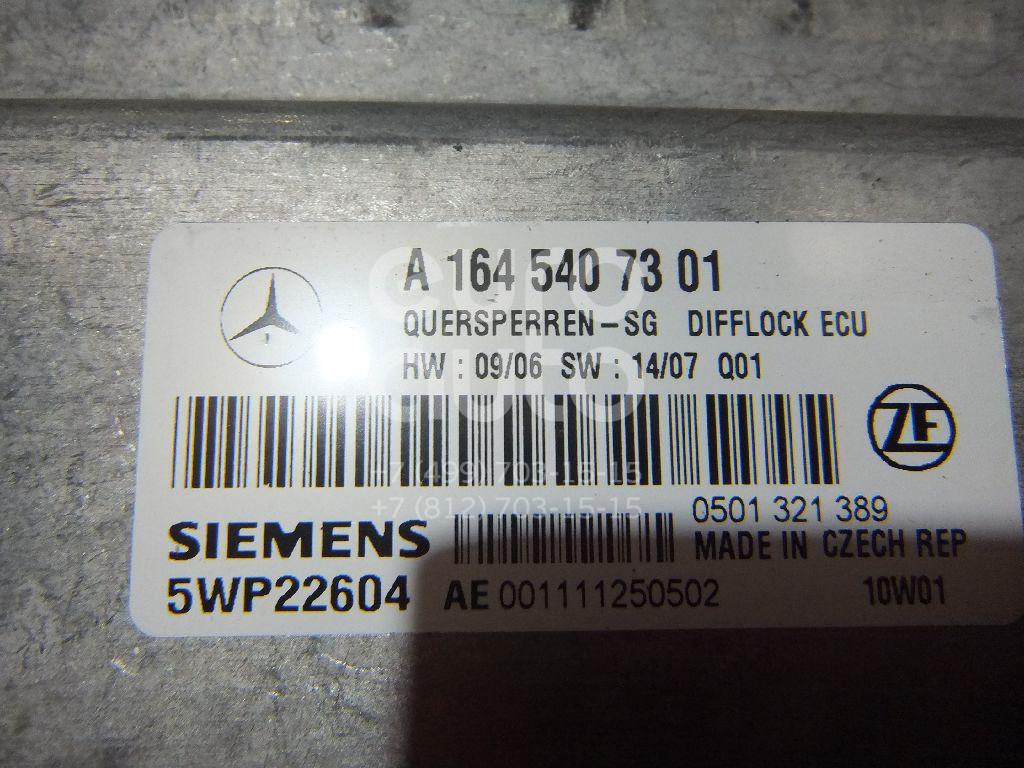 A 164 540 73 01
QUERSPERREN-SG DIFFLOCK ECU
HW : 09/06 SW : 14/07 Q01
euro
auto
ZF
+7 (499) 703-15-15
+7 (812) 703-15-15
0501 321 389
SIEMENS
MADE IN CZECH REP
5WP22604 AE 001111250502 10W01